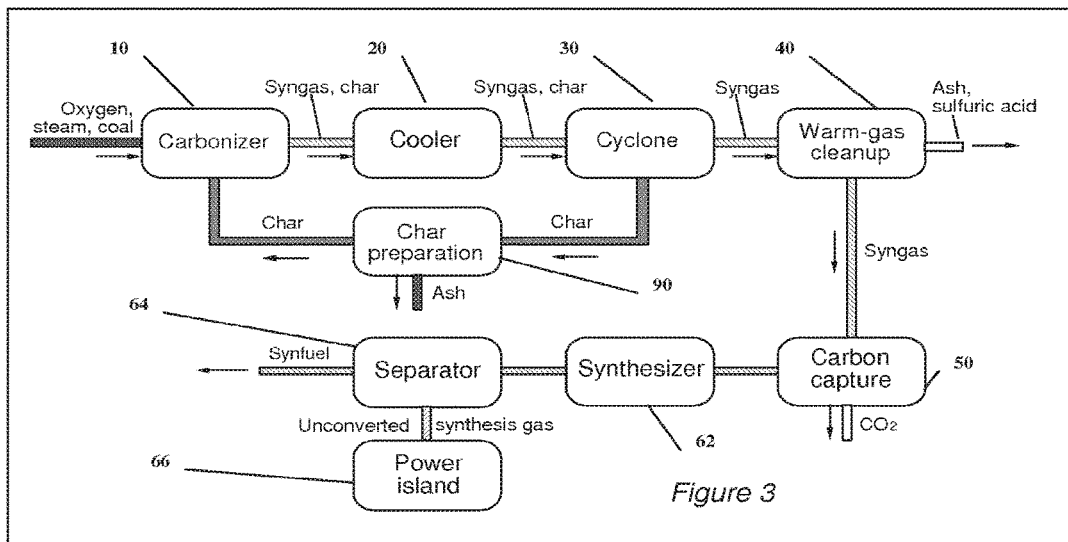 10
20
30
40
Oxygen,
steam, coal
Carbonizer
Syngas, char
Cooler
Syngas, char
Cyclone
Syngas
Warm-gas
cleanup
Ash,
sulfuric acid
Char
Char
preparation
Char
Ash
90
Syngas
64
Synfuel
Separator
Synthesizer
Carbon
capture
50
CO2
Unconverted synthesis gas
62
66
Power
island
Figure 3